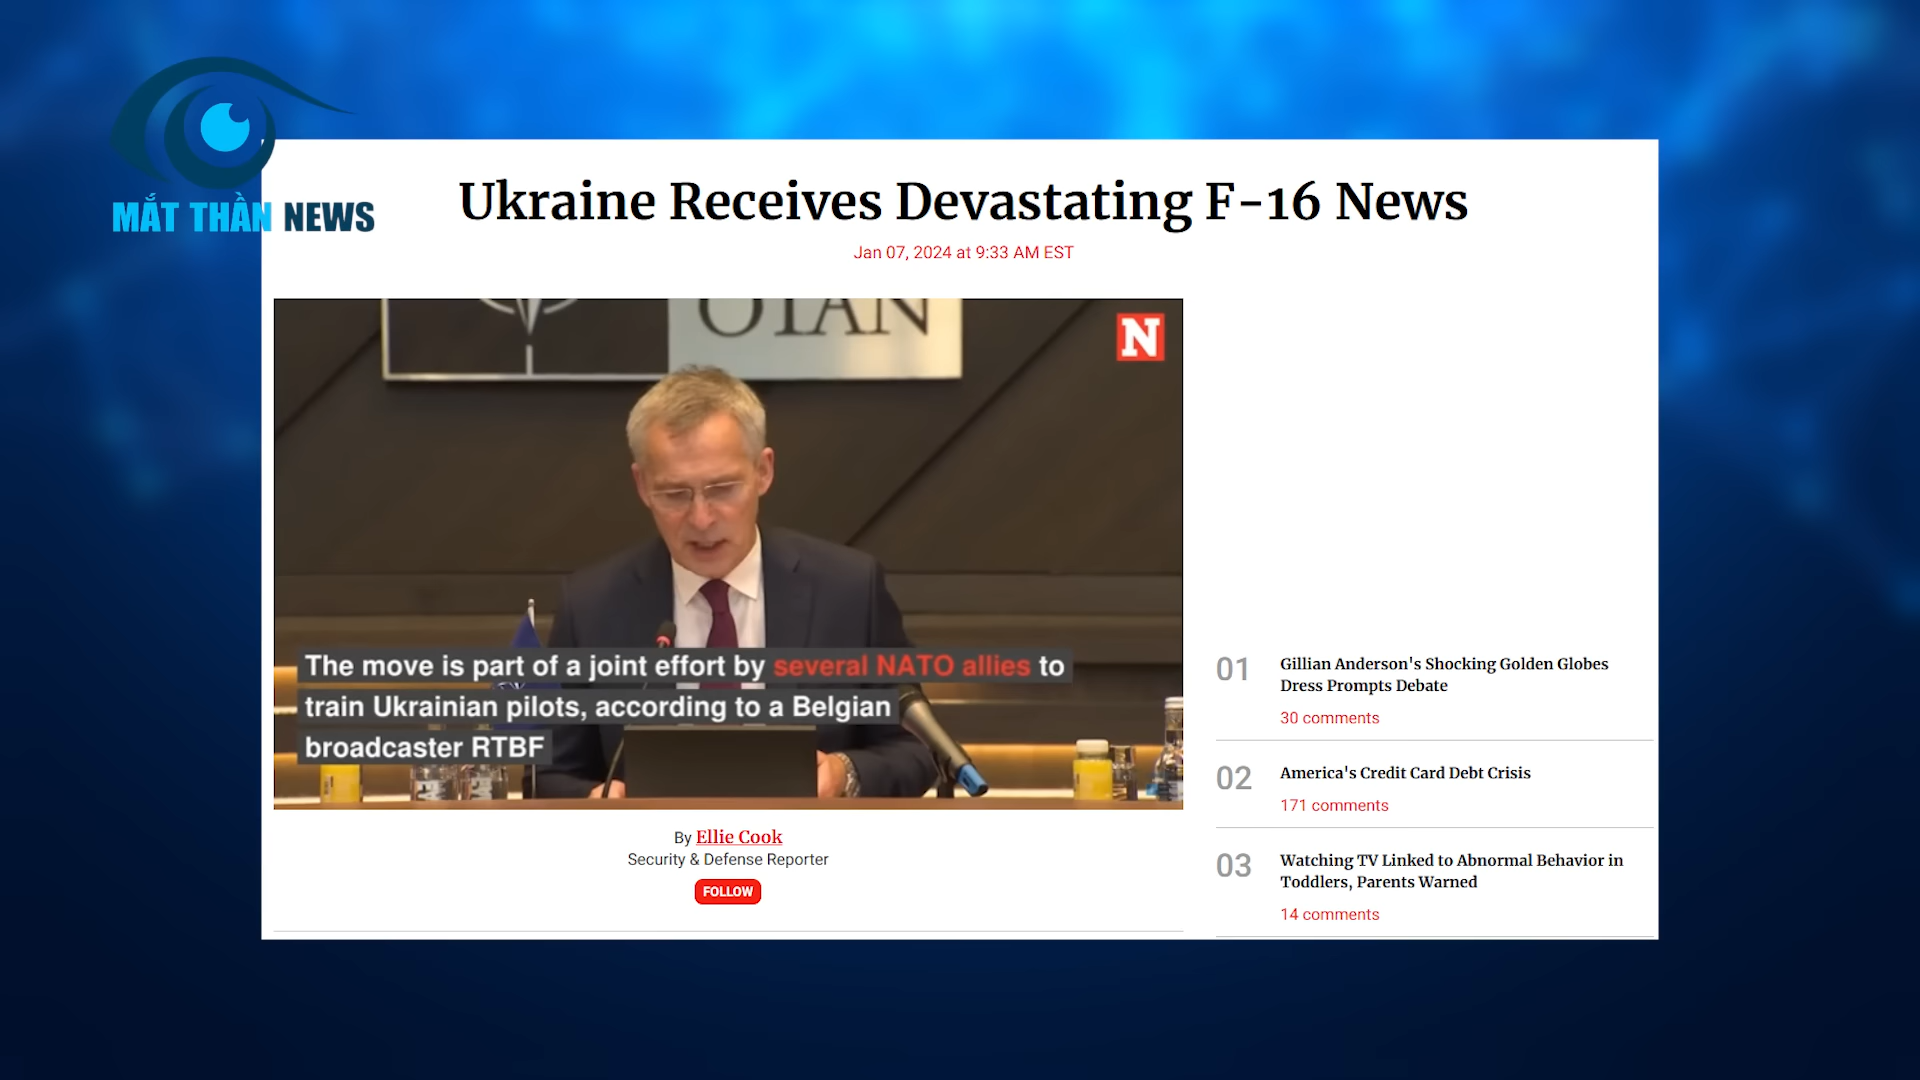 MẮT THẦN NEWS
Ukraine Receives Devastating F-16 News
Jan 07, 2024 at 9:33 AM EST
OTAN
N
The move is part of a joint effort by several NATO allies to
train Ukrainian pilots, according to a Belgian
broadcaster RTBF
By Ellie Cook
Security & Defense Reporter
FOLLOW
01 Gillian Anderson's Shocking Golden Globes
Dress Prompts Debate
30 comments
02 America's Credit Card Debt Crisis
171 comments
03 Watching TV Linked to Abnormal Behavior in
Toddlers, Parents Warned
14 comments